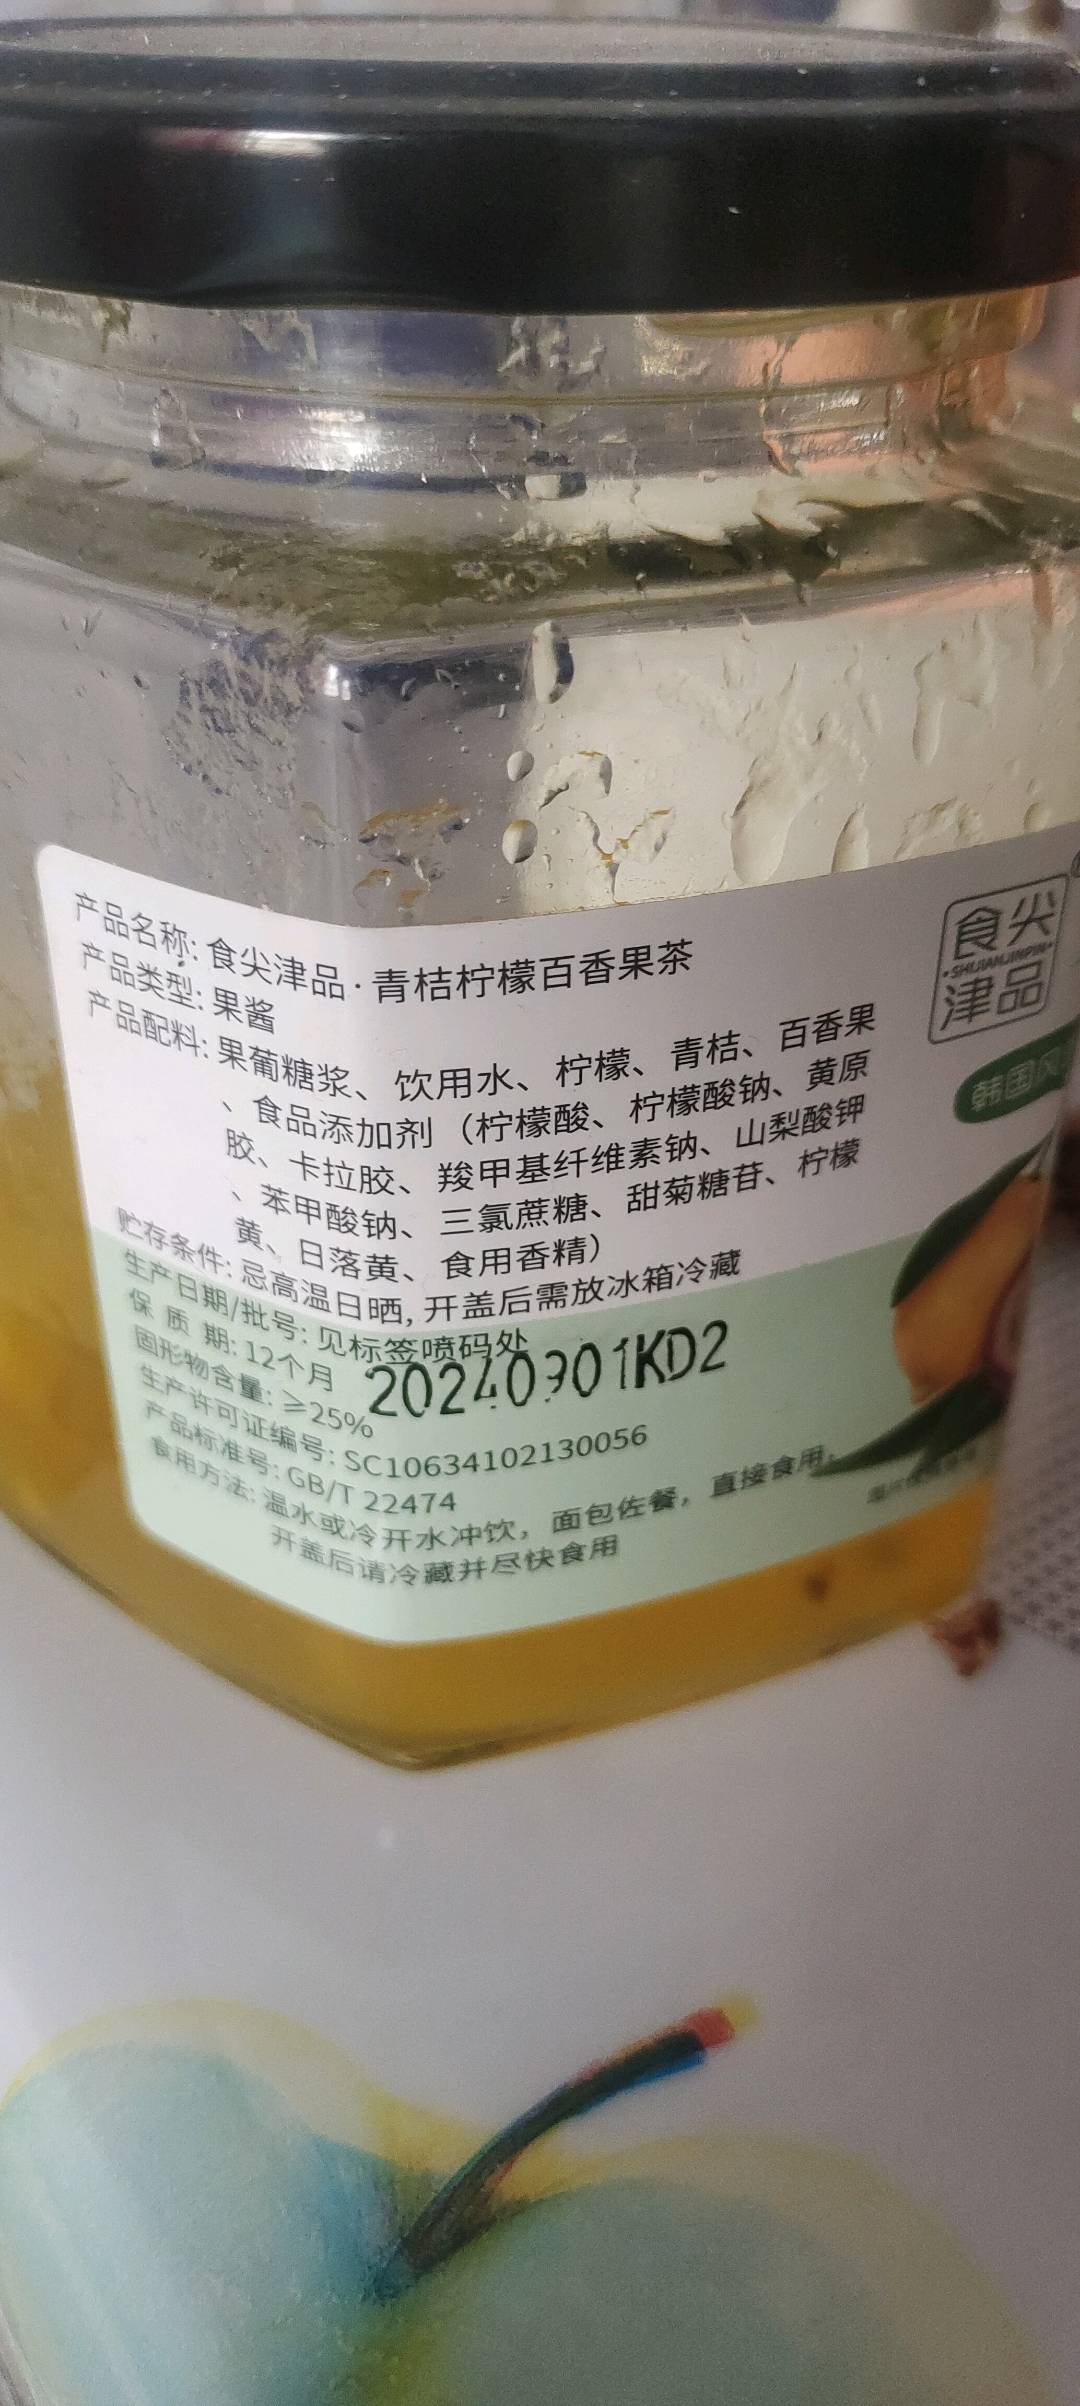 产品名称: 食尖津品·青桔柠檬百香果茶
产品类型: 果酱
产品配料: 果葡糖浆、饮用水、柠檬、青桔、百香果
、食品添加剂（柠檬酸、柠檬酸钠、黄原
胶、卡拉胶、羧甲基纤维素钠、山梨酸钾
、苯甲酸钠、三氯蔗糖、甜菊糖苷、柠檬
黄、日落黄、食用香精）
贮存条件: 忌高温日晒, 开盖后需放冰箱冷藏
生产日期/批号: 见标签喷码处
保 质 期: 12个月
20240901KD2
固形物含量: ≥25%
生产许可证编号: SC10634102130056
产品标准号: GB/T 22474
食用方法: 温水或冷开水冲饮, 面包佐餐, 直接食用,
开盖后请冷藏并尽快食用
食尖
·SHIJIANJINPIN·
津品
韩国风